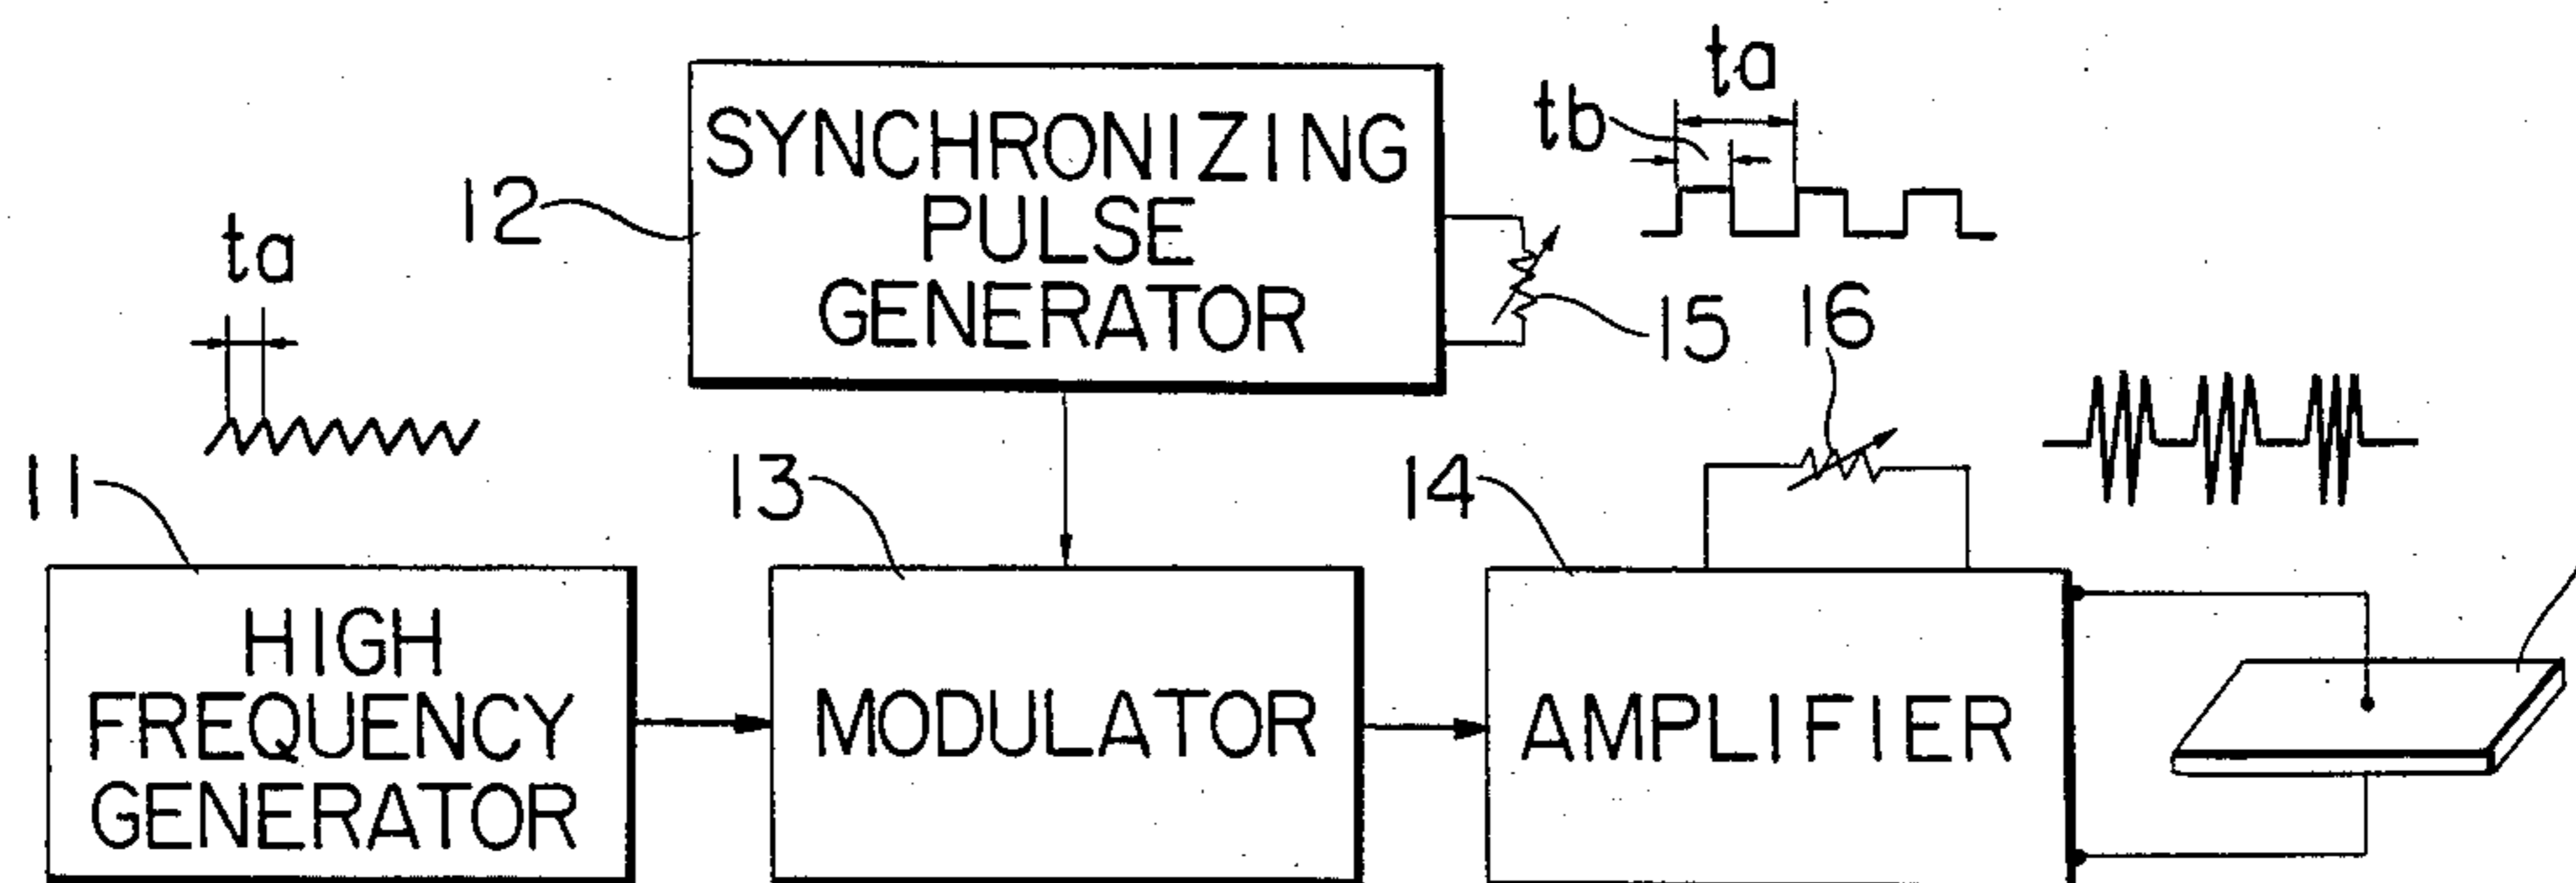 ta
tb
SYNCHRONIZING
PULSE
GENERATOR
12
ta
15
16
11
13
14
HIGH
FREQUENCY
GENERATOR
MODULATOR
AMPLIFIER